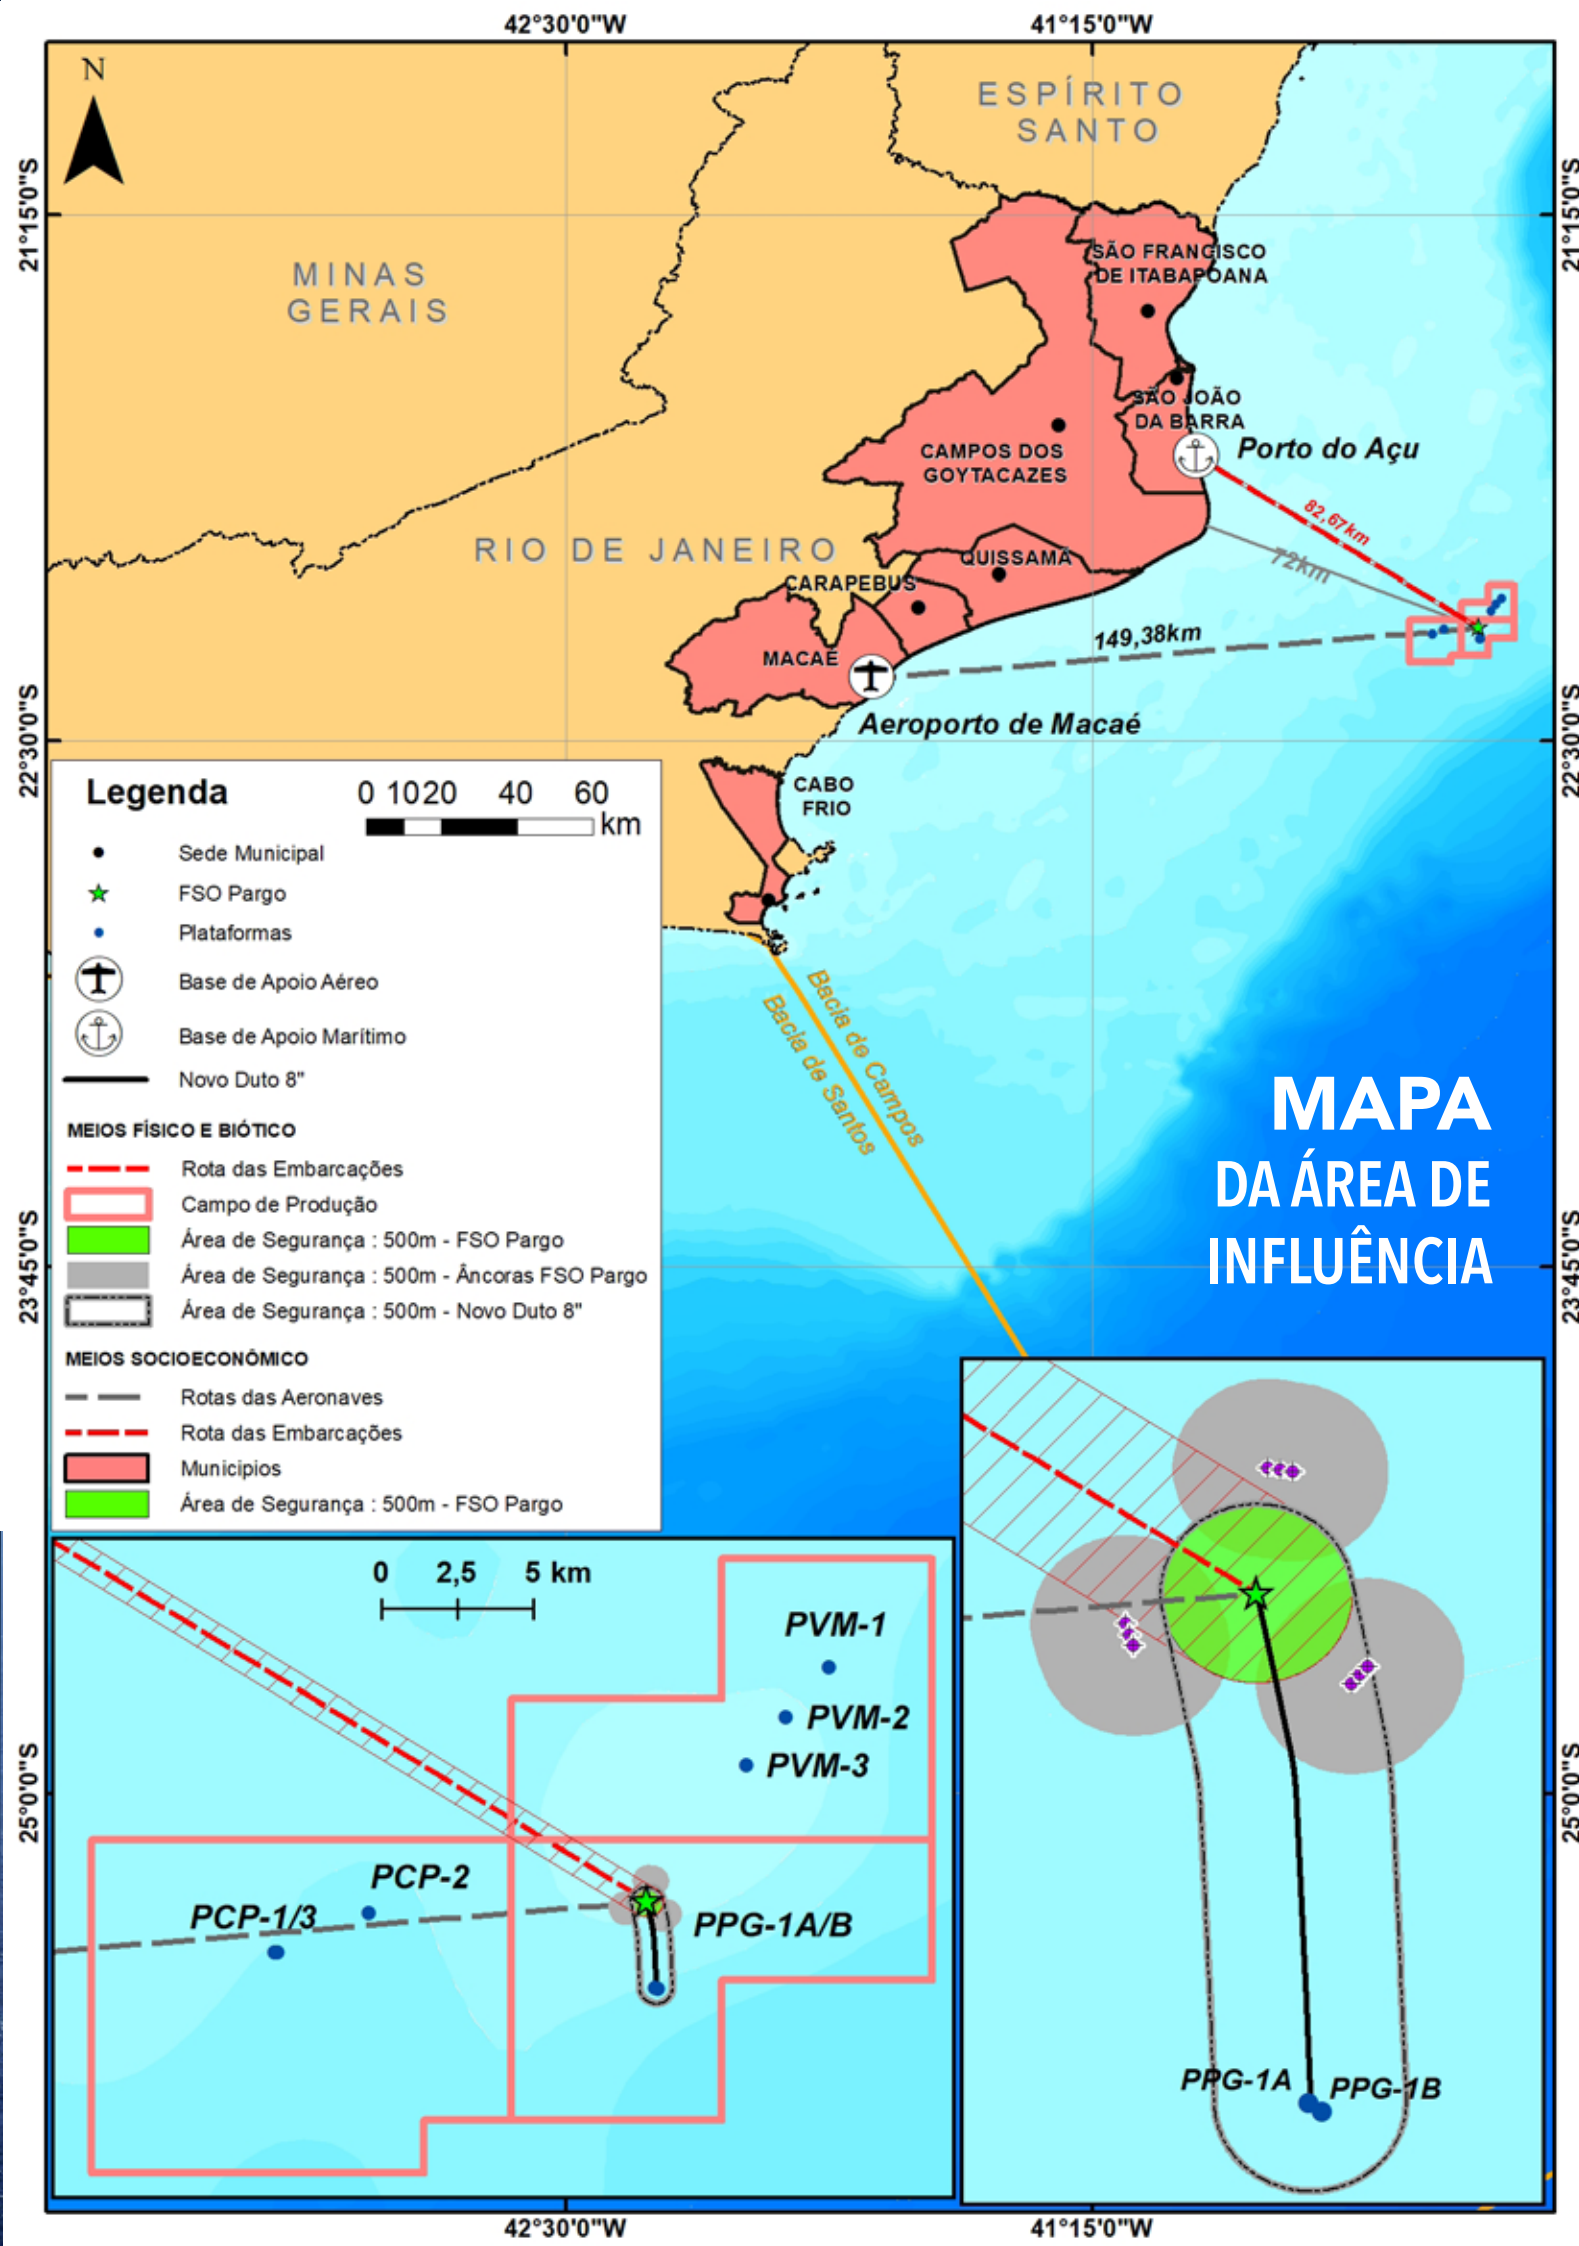 42°30'0"W
41°15'0"W
N
ESPÍRITO
SANTO
21°15'0"S
21°15'0"S
MINAS
GERAIS
SÃO FRANCISCO
DE ITABAPOANA
SÃO JOÃO
DA BARRA
CAMPOS DOS
GOYTACAZES
Porto do Açu
82,67km
72km
RIO DE JANEIRO
QUISSAMÃ
CARAPEBUS
149,38km
MACAÉ
Aeroporto de Macaé
22°30'0"S
22°30'0"S
CABO
FRIO
Legenda
0 10 20 40 60
km
Sede Municipal
FSO Pargo
Plataformas
Base de Apoio Aéreo
Base de Apoio Marítimo
Novo Duto 8"
MEIOS FÍSICO E BIÓTICO
Rota das Embarcações
Campo de Produção
Área de Segurança : 500m - FSO Pargo
Área de Segurança : 500m - Âncoras FSO Pargo
Área de Segurança : 500m - Novo Duto 8"
MEIOS SOCIOECONÔMICO
Rotas das Aeronaves
Rota das Embarcações
Municipios
Área de Segurança : 500m - FSO Pargo
Bacia de Campos
Bacia de Santos
MAPA
DA ÁREA DE
INFLUÊNCIA
23°45'0"S
23°45'0"S
0 2,5 5 km
PVM-1
PVM-2
PVM-3
PCP-2
PCP-1/3
PPG-1A/B
PPG-1A
PPG-1B
25°0'0"S
25°0'0"S
42°30'0"W
41°15'0"W